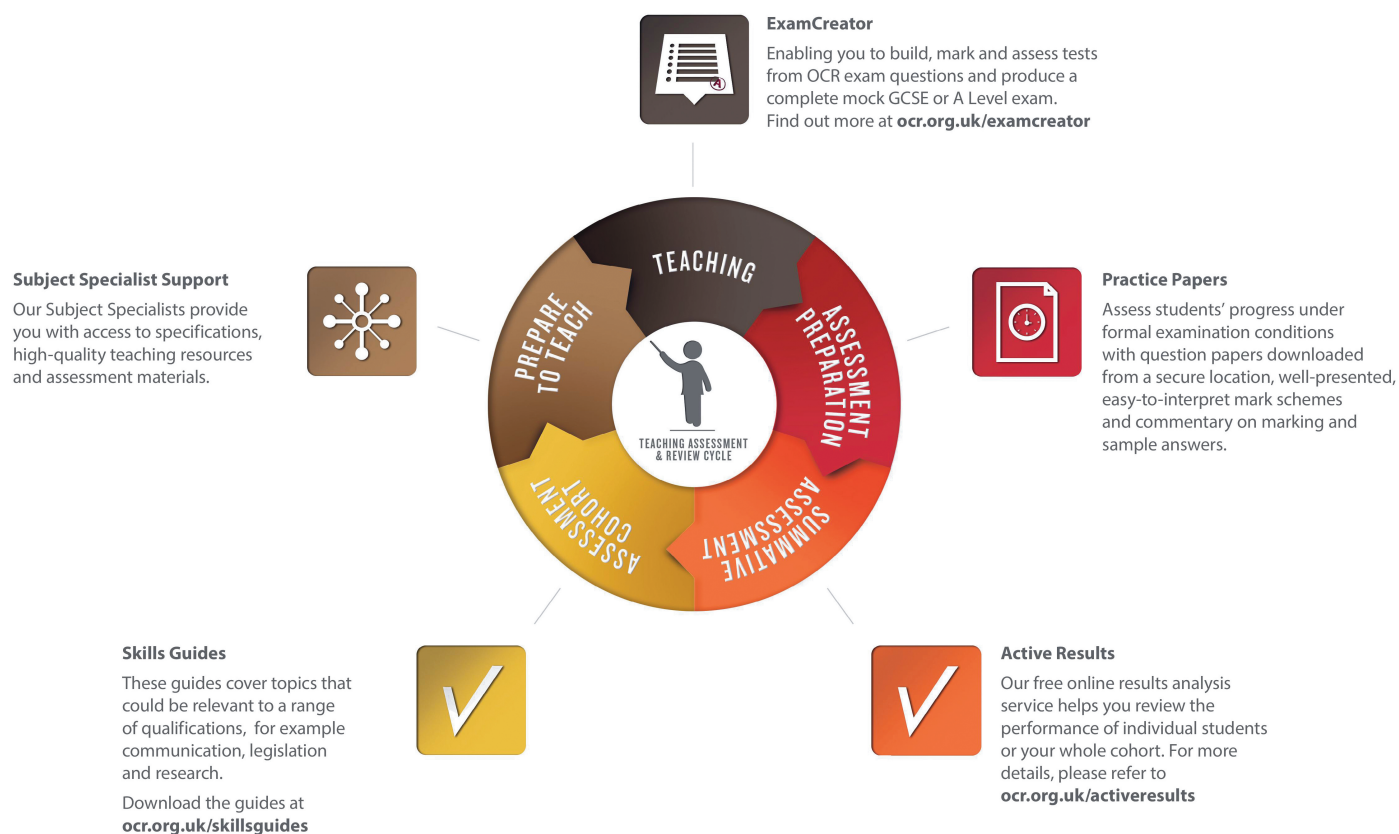 ExamCreator
Enabling you to build, mark and assess tests
from OCR exam questions and produce a
complete mock GCSE or A Level exam.
Find out more at ocr.org.uk/examcreator
Subject Specialist Support
Our Subject Specialists provide
you with access to specifications,
high-quality teaching resources
and assessment materials.
TEACHING
PREPARE
TO TEACH
ASSESSMENT
PREPARATION
TEACHING ASSESSMENT
& REVIEW CYCLE
ASSESSMENT
COHORT
SUMMATIVE
ASSESSMENT
Practice Papers
Assess students’ progress under
formal examination conditions
with question papers downloaded
from a secure location, well-presented,
easy-to-interpret mark schemes
and commentary on marking and
sample answers.
Skills Guides
These guides cover topics that
could be relevant to a range
of qualifications, for example
communication, legislation
and research.
Download the guides at
ocr.org.uk/skillsguides
Active Results
Our free online results analysis
service helps you review the
performance of individual students
or your whole cohort. For more
details, please refer to
ocr.org.uk/activeresults